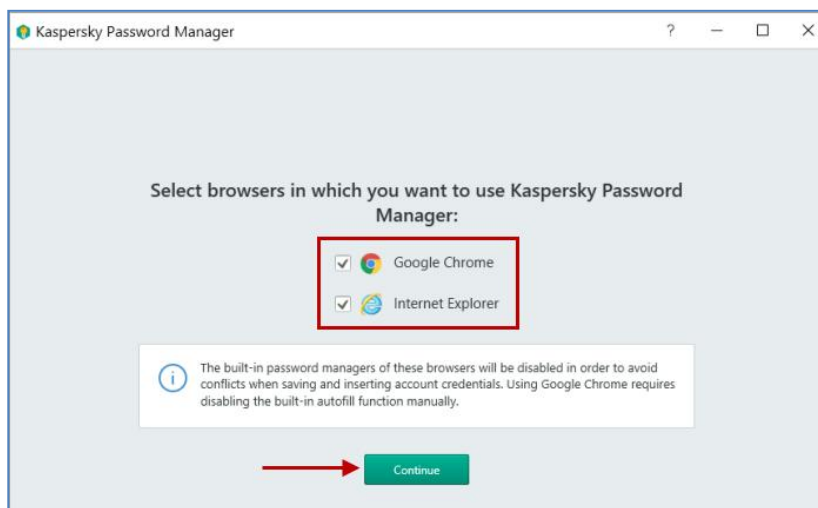 Kaspersky Password Manager
?
Select browsers in which you want to use Kaspersky Password
Manager:
Google Chrome
Internet Explorer
i
The built-in password managers of these browsers will be disabled in order to avoid
conflicts when saving and inserting account credentials. Using Google Chrome requires
disabling the built-in autofill function manually.
Continue